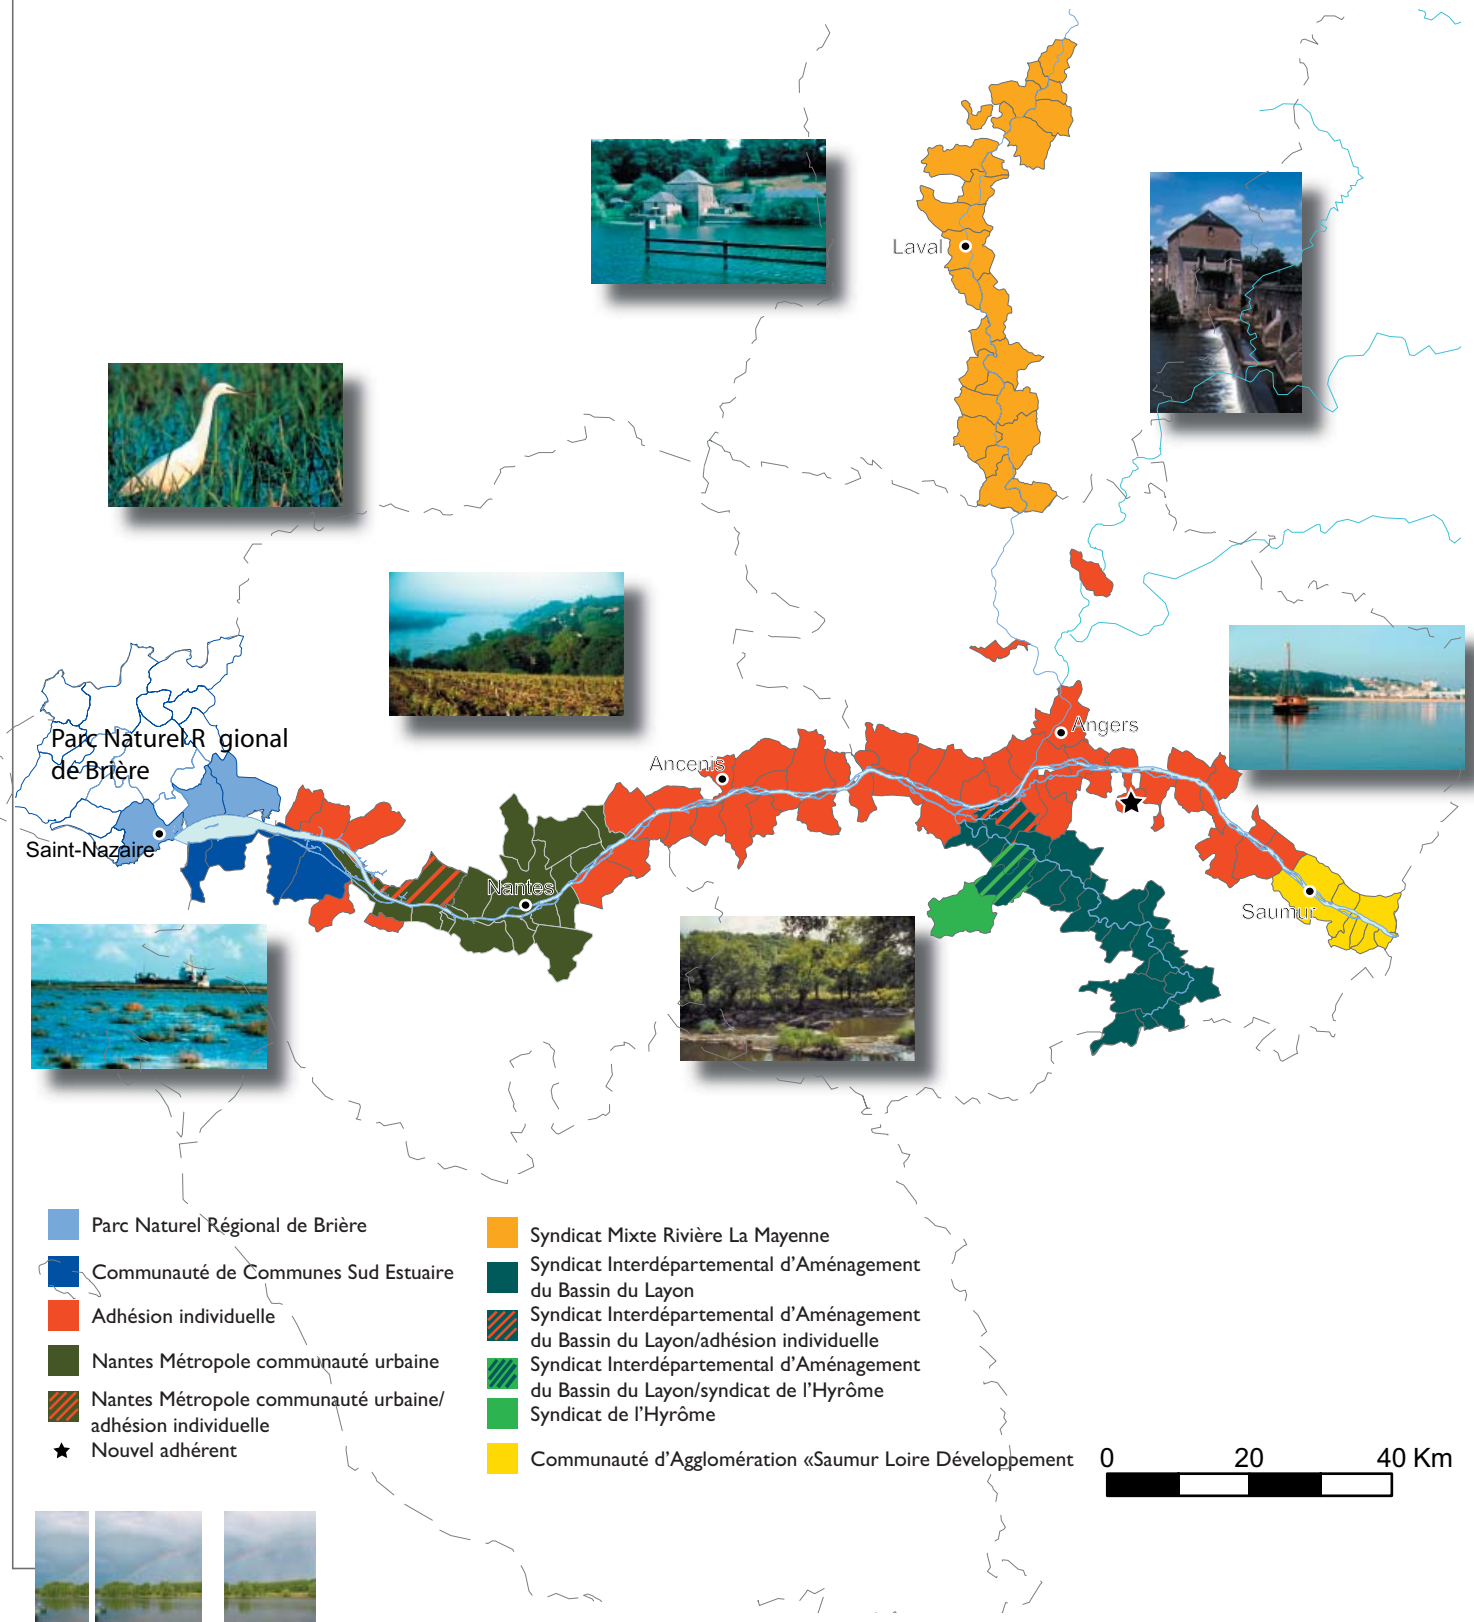 Laval
Angers
Ancenis
Parc Naturel R gional
de Brière
Saint-Nazaire
Nantes
Saumur
Parc Naturel Régional de Brière
Communauté de Communes Sud Estuaire
Adhésion individuelle
Nantes Métropole communauté urbaine
Nantes Métropole communauté urbaine/
adhésion individuelle
Nouvel adhérent
Syndicat Mixte Rivière La Mayenne
Syndicat Interdépartemental d'Aménagement
du Bassin du Layon
Syndicat Interdépartemental d'Aménagement
du Bassin du Layon/adhésion individuelle
Syndicat Interdépartemental d'Aménagement
du Bassin du Layon/syndicat de l'Hyrôme
Syndicat de l'Hyrôme
Communauté d'Agglomération «Saumur Loire Développement
0 20 40 Km